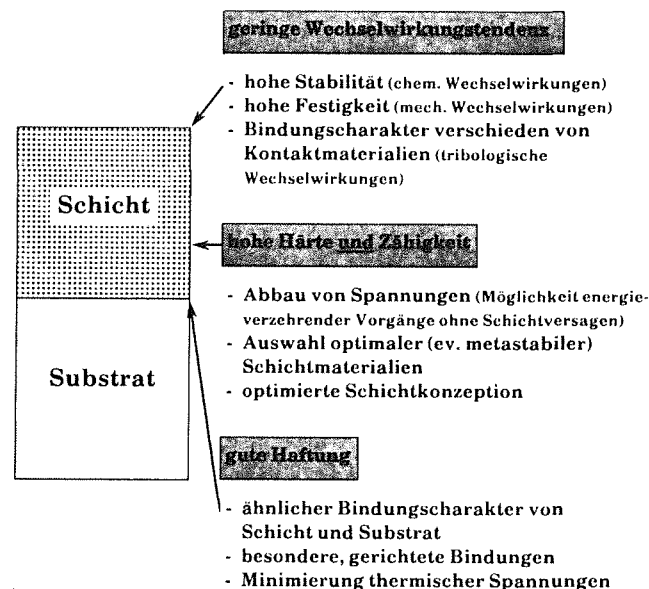 geringe Wechselwirkungstendenz
- hohe Stabilität (chem. Wechselwirkungen)
- hohe Festigkeit (mech. Wechselwirkungen)
- Bindungscharakter verschieden von
Kontaktmaterialien (tribologische
Wechselwirkungen)
Schicht
hohe Härte und Zähigkeit
- Abbau von Spannungen (Möglichkeit energie-
verzehrender Vorgänge ohne Schichtversagen)
- Auswahl optimaler (ev. metastabiler)
Schichtmaterialien
- optimierte Schichtkonzeption
Substrat
gute Haftung
- ähnlicher Bindungscharakter von
Schicht und Substrat
- besondere, gerichtete Bindungen
- Minimierung thermischer Spannungen